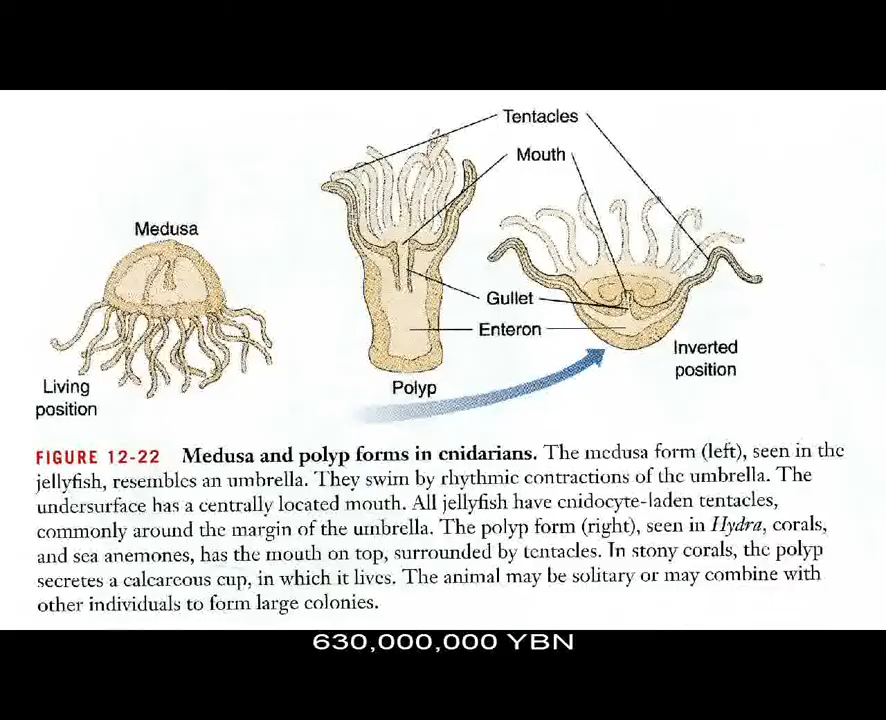 Tentacles
Mouth
Medusa
Gullet
Enteron
Inverted
position
Living
position
Polyp
FIGURE 12-22 Medusa and polyp forms in cnidarians. The medusa form (left), seen in the
jellyfish, resembles an umbrella. They swim by rhythmic contractions of the umbrella. The
undersurface has a centrally located mouth. All jellyfish have cnidocyte-laden tentacles,
commonly around the margin of the umbrella. The polyp form (right), seen in Hydra, corals,
and sea anemones, has the mouth on top, surrounded by tentacles. In stony corals, the polyp
secretes a calcareous cup, in which it lives. The animal may be solitary or may combine with
other individuals to form large colonies.
630,000,000 YBN